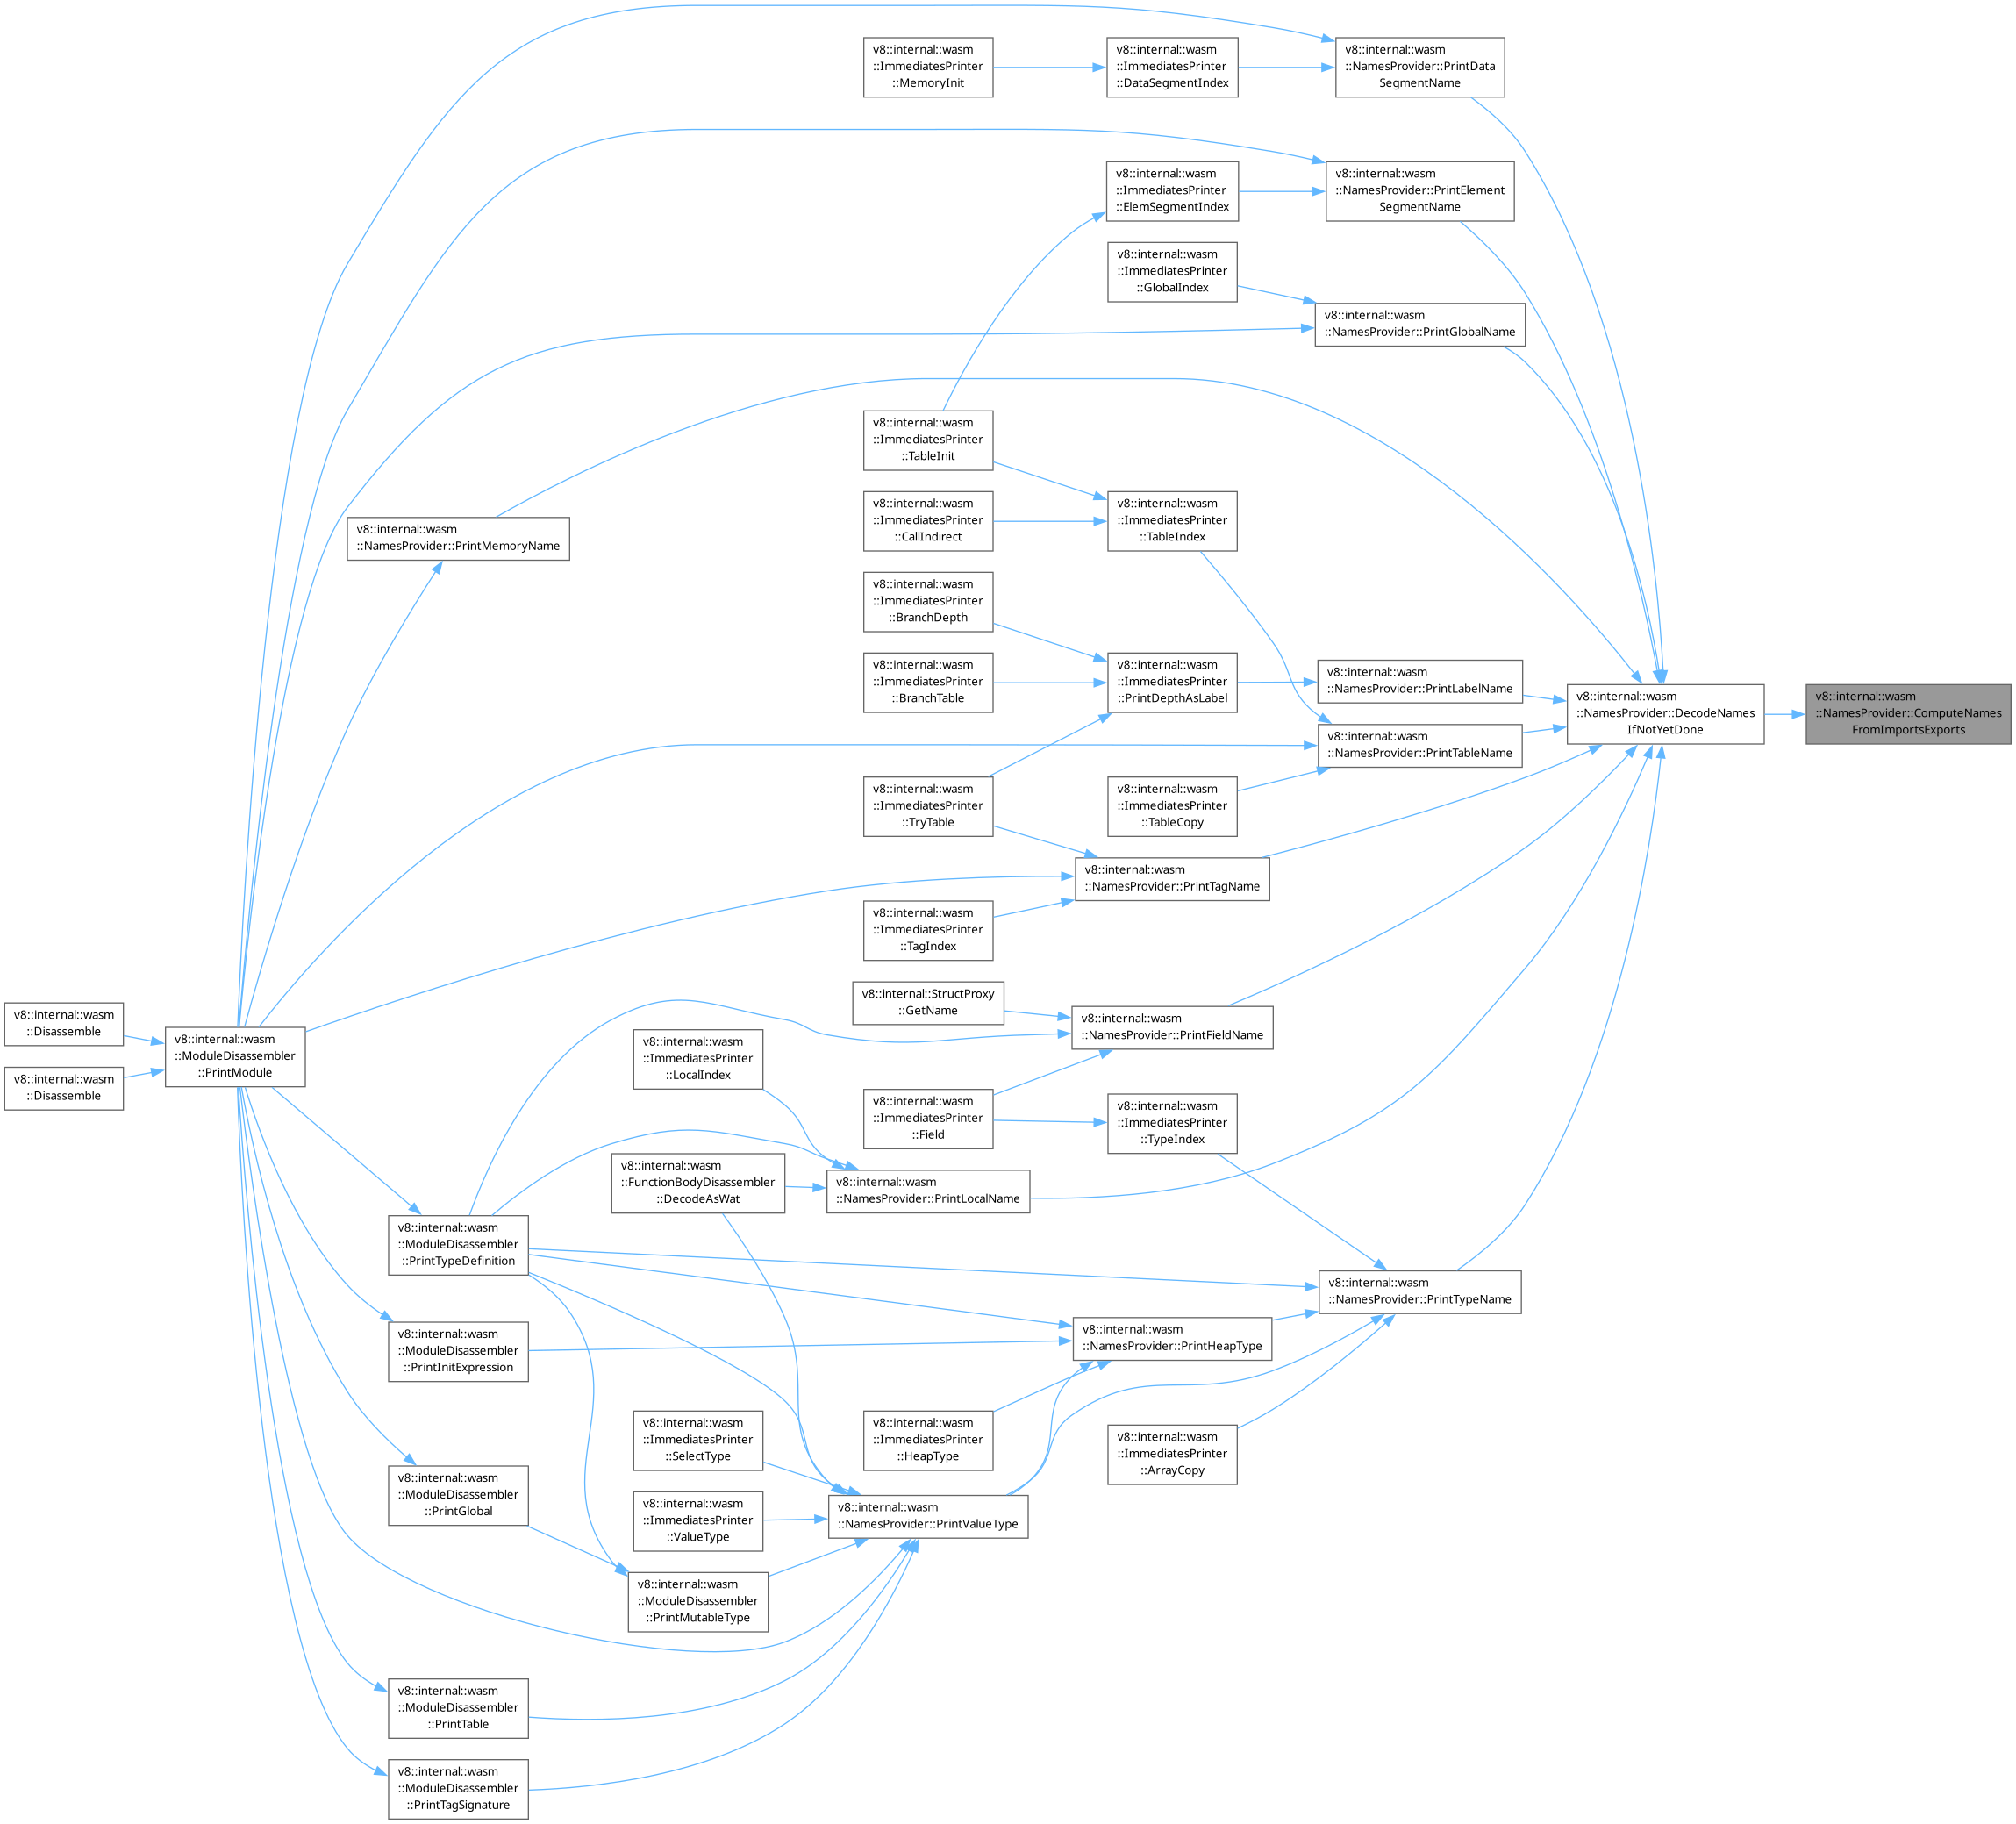 v8::internal::wasm
::ImmediatesPrinter
::MemoryInit
v8::internal::wasm
::ImmediatesPrinter
::DataSegmentIndex
v8::internal::wasm
::NamesProvider::PrintData
SegmentName
v8::internal::wasm
::ImmediatesPrinter
::ElemSegmentIndex
v8::internal::wasm
::NamesProvider::PrintElement
SegmentName
v8::internal::wasm
::ImmediatesPrinter
::GlobalIndex
v8::internal::wasm
::NamesProvider::PrintGlobalName
v8::internal::wasm
::ImmediatesPrinter
::TableInit
v8::internal::wasm
::NamesProvider::PrintMemoryName
v8::internal::wasm
::ImmediatesPrinter
::CallIndirect
v8::internal::wasm
::ImmediatesPrinter
::TableIndex
v8::internal::wasm
::ImmediatesPrinter
::BranchDepth
v8::internal::wasm
::ImmediatesPrinter
::BranchTable
v8::internal::wasm
::ImmediatesPrinter
::PrintDepthAsLabel
v8::internal::wasm
::NamesProvider::PrintLabelName
v8::internal::wasm
::NamesProvider::DecodeNames
IfNotYetDone
v8::internal::wasm
::NamesProvider::ComputeNames
FromImportsExports
v8::internal::wasm
::NamesProvider::PrintTableName
v8::internal::wasm
::ImmediatesPrinter
::TryTable
v8::internal::wasm
::ImmediatesPrinter
::TableCopy
v8::internal::wasm
::NamesProvider::PrintTagName
v8::internal::wasm
::ImmediatesPrinter
::TagIndex
v8::internal::StructProxy
::GetName
v8::internal::wasm
::NamesProvider::PrintFieldName
v8::internal::wasm
::Disassemble
v8::internal::wasm
::ModuleDisassembler
::PrintModule
v8::internal::wasm
::Disassemble
v8::internal::wasm
::ImmediatesPrinter
::LocalIndex
v8::internal::wasm
::ImmediatesPrinter
::Field
v8::internal::wasm
::ImmediatesPrinter
::TypeIndex
v8::internal::wasm
::FunctionBodyDisassembler
::DecodeAsWat
v8::internal::wasm
::NamesProvider::PrintLocalName
v8::internal::wasm
::ModuleDisassembler
::PrintTypeDefinition
v8::internal::wasm
::NamesProvider::PrintTypeName
v8::internal::wasm
::ModuleDisassembler
::PrintInitExpression
v8::internal::wasm
::NamesProvider::PrintHeapType
v8::internal::wasm
::ImmediatesPrinter
::SelectType
v8::internal::wasm
::ImmediatesPrinter
::HeapType
v8::internal::wasm
::ImmediatesPrinter
::ArrayCopy
v8::internal::wasm
::ModuleDisassembler
::PrintGlobal
v8::internal::wasm
::ImmediatesPrinter
::ValueType
v8::internal::wasm
::NamesProvider::PrintValueType
v8::internal::wasm
::ModuleDisassembler
::PrintMutableType
v8::internal::wasm
::ModuleDisassembler
::PrintTable
v8::internal::wasm
::ModuleDisassembler
::PrintTagSignature